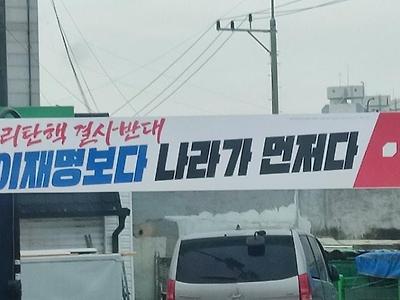 리탄핵 결사반대
이재명보다 나라가 먼저다